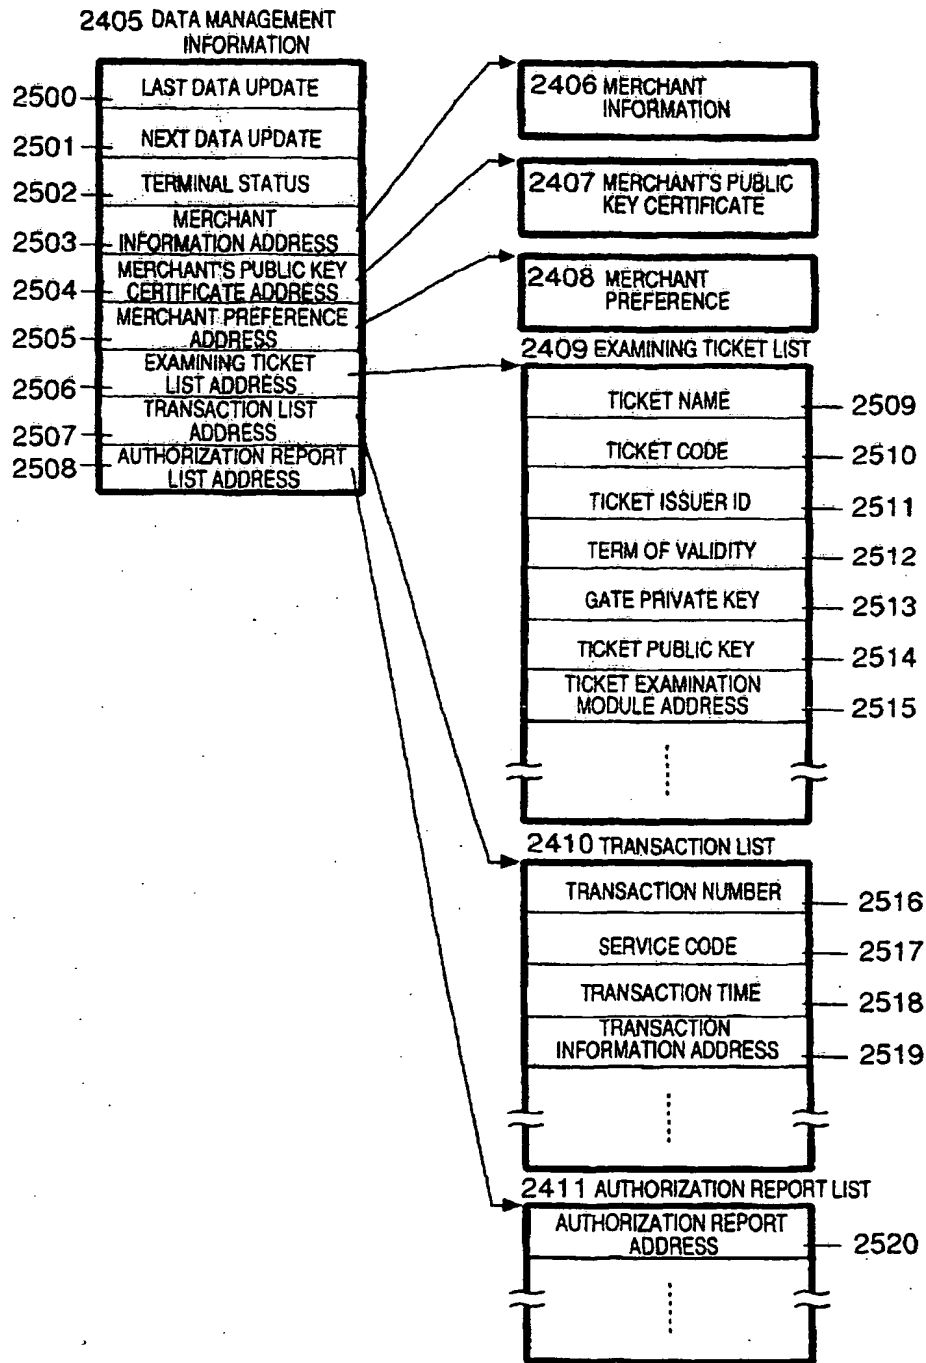 2405 DATA MANAGEMENT
INFORMATION
2500
LAST DATA UPDATE
2501
NEXT DATA UPDATE
2502
TERMINAL STATUS
2503
MERCHANT
INFORMATION ADDRESS
2504
MERCHANT'S PUBLIC KEY
CERTIFICATE ADDRESS
2505
MERCHANT PREFERENCE
ADDRESS
2506
EXAMINING TICKET
LIST ADDRESS
2507
TRANSACTION LIST
ADDRESS
2508
AUTHORIZATION REPORT
LIST ADDRESS
2406 MERCHANT
INFORMATION
2407 MERCHANT'S PUBLIC
KEY CERTIFICATE
2408 MERCHANT
PREFERENCE
2409 EXAMINING TICKET LIST
TICKET NAME
2509
TICKET CODE
2510
TICKET ISSUER ID
2511
TERM OF VALIDITY
2512
GATE PRIVATE KEY
2513
TICKET PUBLIC KEY
2514
TICKET EXAMINATION
MODULE ADDRESS
2515
2410 TRANSACTION LIST
TRANSACTION NUMBER
2516
SERVICE CODE
2517
TRANSACTION TIME
2518
TRANSACTION
INFORMATION ADDRESS
2519
2411 AUTHORIZATION REPORT LIST
AUTHORIZATION REPORT
ADDRESS
2520